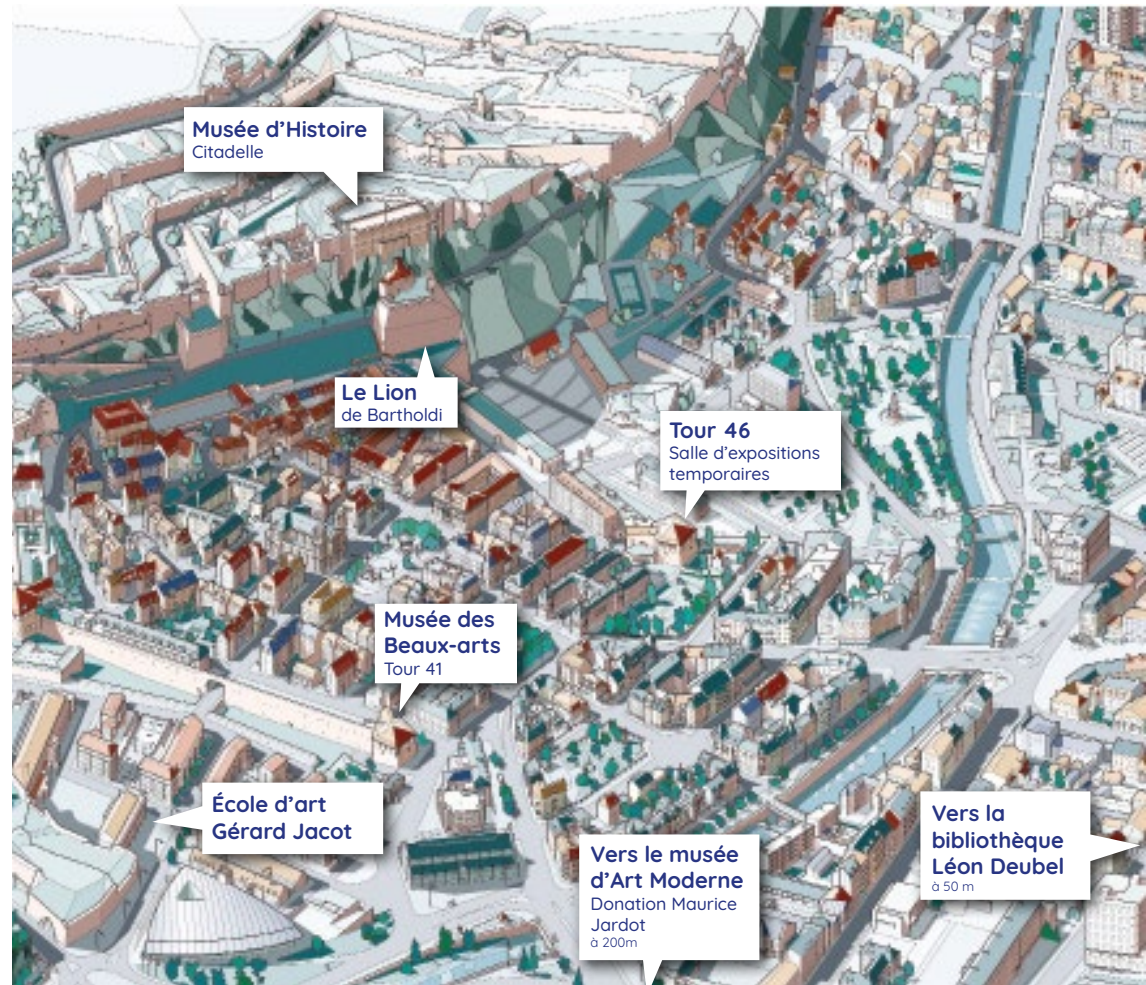 Musée d’Histoire
Citadelle
Le Lion
de Bartholdi
Tour 46
Salle d’expositions
temporaires
Musée des
Beaux-arts
Tour 41
École d’art
Gérard Jacot
Vers le musée
d’Art Moderne
Donation Maurice
Jardot
à 200m
Vers la
bibliothèque
Léon Deubel
à 50 m